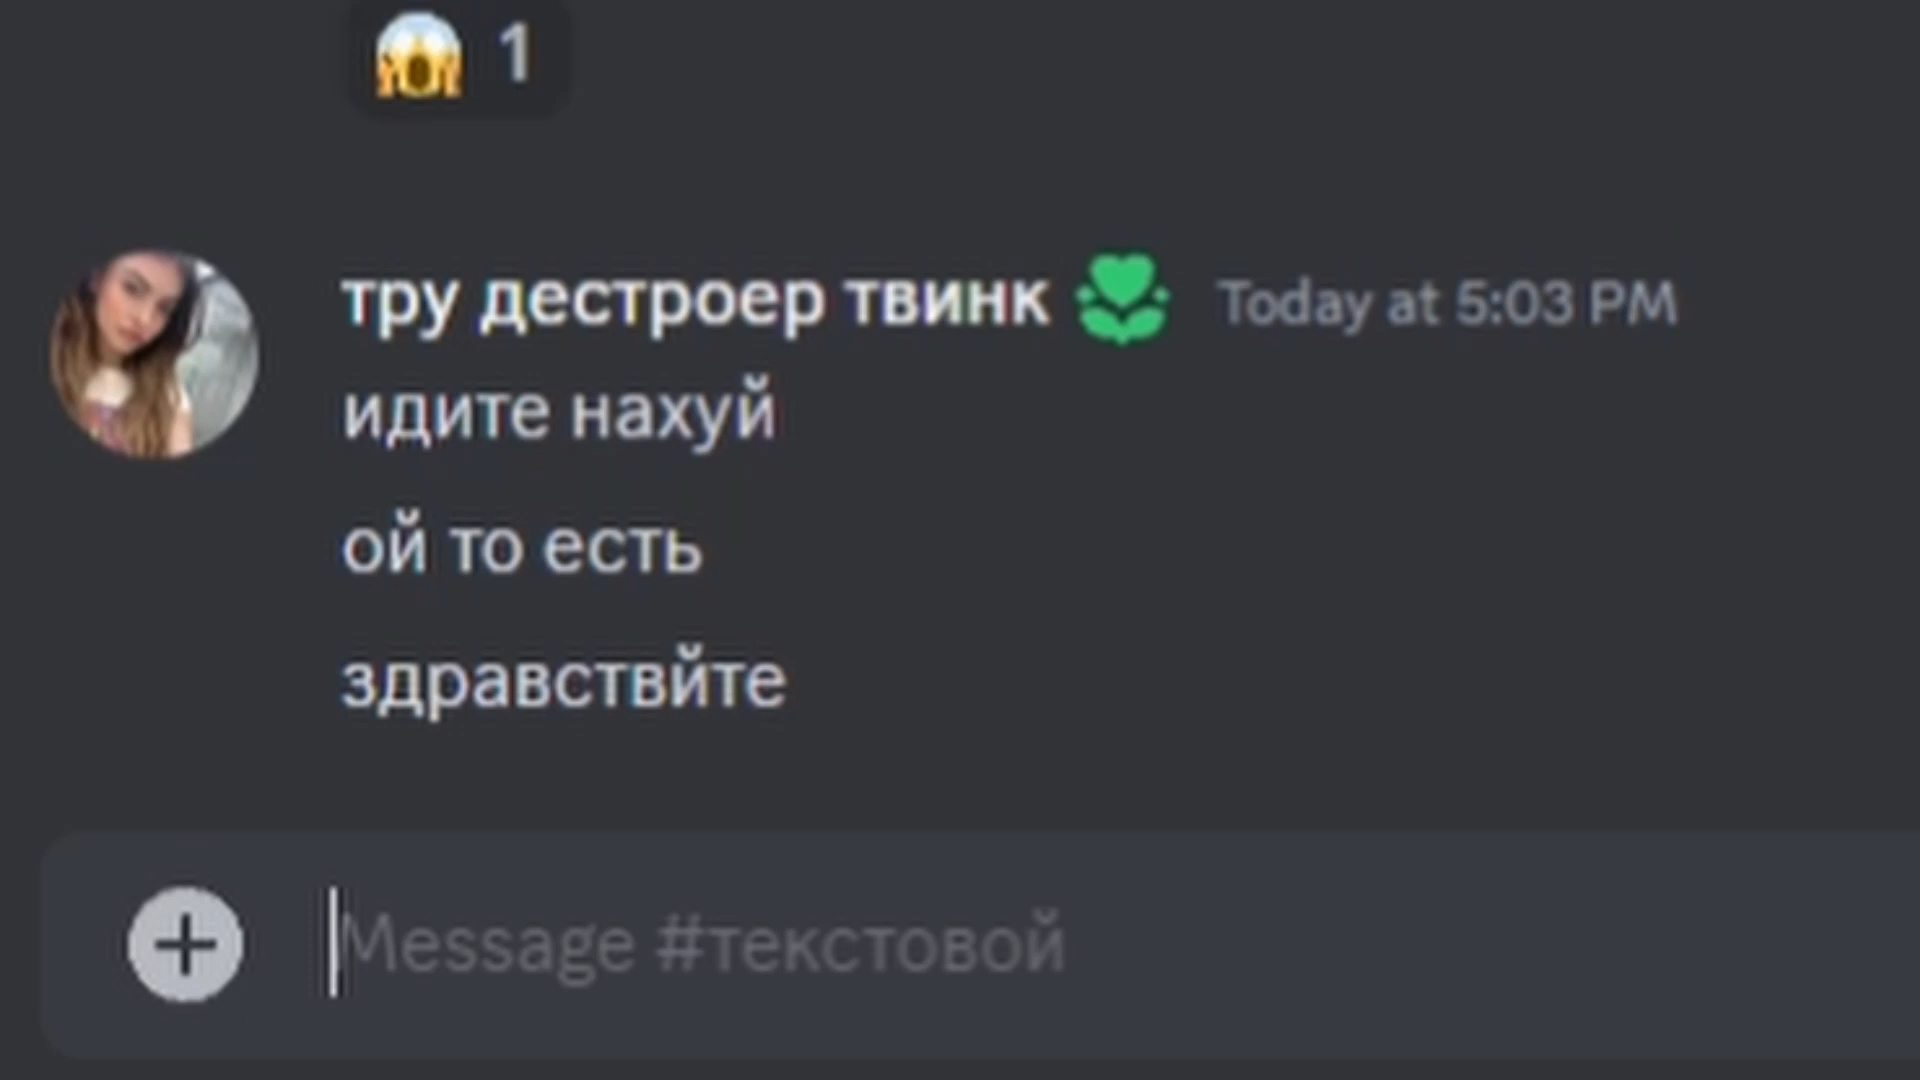 😱 1
тру дестроер твинк Today at 5:03 PM
идите нахуй
ой то есть
здравствйте
Message #текстовой